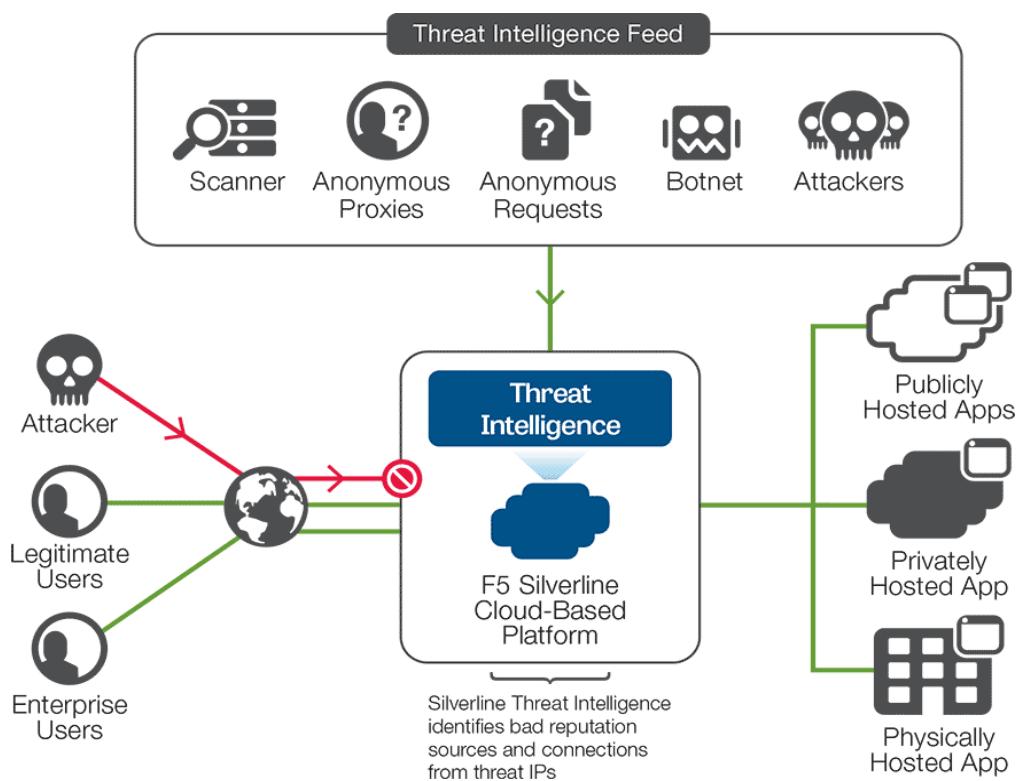 Threat Intelligence Feed
Scanner
Anonymous
Proxies
Anonymous
Requests
Botnet
Attackers
Attacker
Legitimate
Users
Enterprise
Users
Threat
Intelligence
F5 Silverline
Cloud-Based
Platform
Silverline Threat Intelligence
identifies bad reputation
sources and connections
from threat IPs
Publicly
Hosted Apps
Privately
Hosted App
Physically
Hosted App